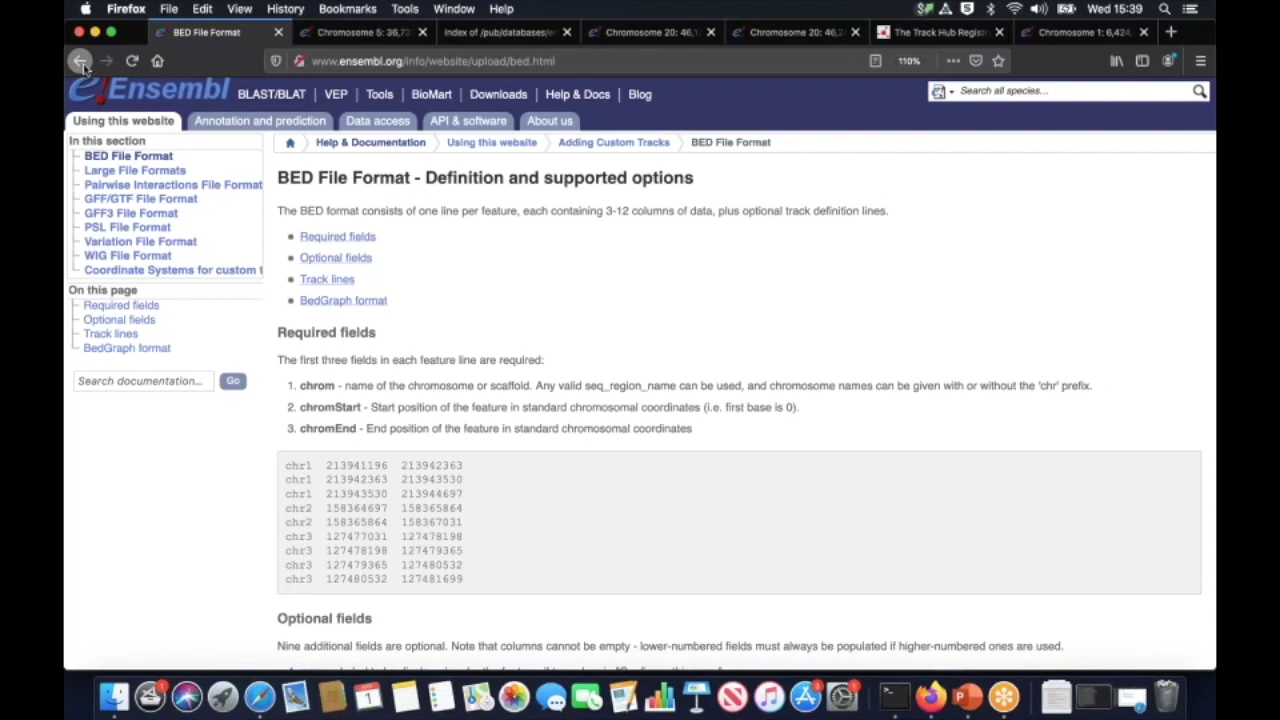 Firefox File Edit View History Bookmarks Tools Window Help Wed 15:39
BED File Format Chromosome 5: 36,73 Index of /pub/databases/e Chromosome 20: 46,1 Chromosome 20: 46,2 The Track Hub Registr Chromosome 1: 6,424,
www.ensembl.org/info/website/upload/bed.html 110%
e!Ensembl BLAST/BLAT | VEP | Tools | BioMart | Downloads | Help & Docs | Blog Search all species...
Using this website Annotation and prediction Data access API & software About us
In this section
BED File Format
Large File Formats
Pairwise Interactions File Format
GFF/GTF File Format
GFF3 File Format
PSL File Format
Variation File Format
WIG File Format
Coordinate Systems for custom t
On this page
Required fields
Optional fields
Track lines
BedGraph format
Search documentation... Go
Help & Documentation Using this website Adding Custom Tracks BED File Format
BED File Format - Definition and supported options
The BED format consists of one line per feature, each containing 3-12 columns of data, plus optional track definition lines.
Required fields
Optional fields
Track lines
BedGraph format
Required fields
The first three fields in each feature line are required:
1. chrom - name of the chromosome or scaffold. Any valid seq_region_name can be used, and chromosome names can be given with or without the 'chr' prefix.
2. chromStart - Start position of the feature in standard chromosomal coordinates (i.e. first base is 0).
3. chromEnd - End position of the feature in standard chromosomal coordinates
chr1 213941196 213942363
chr1 213942363 213943530
chr1 213943530 213944697
chr2 158364697 158365864
chr2 158365864 158367031
chr3 127477031 127478198
chr3 127478198 127479365
chr3 127479365 127480532
chr3 127480532 127481699
Optional fields
Nine additional fields are optional. Note that columns cannot be empty - lower-numbered fields must always be populated if higher-numbered ones are used.